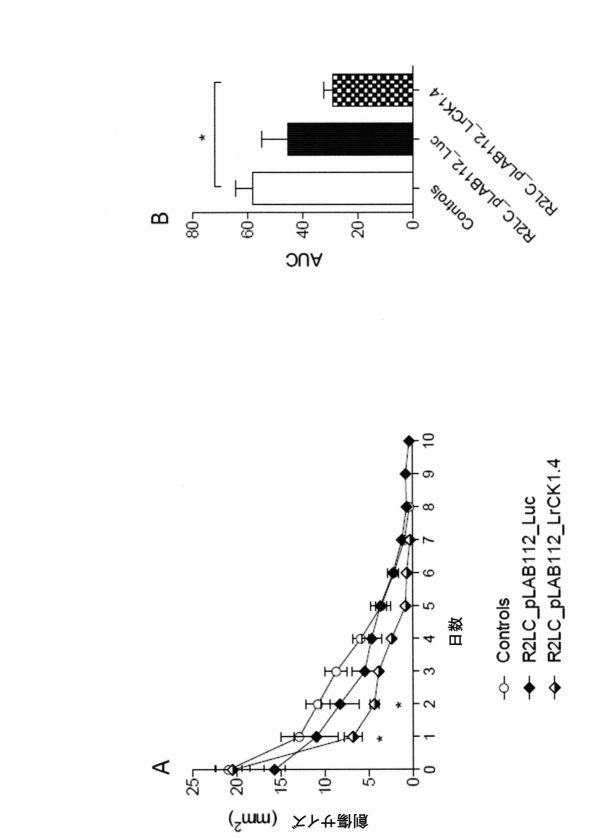 A
創傷サイズ (mm2)
25
20
15
10
5
0
0 1 2 3 4 5 6 7 8 9 10
* *
日数
Controls
R2LC_pLAB112_Luc
R2LC_pLAB112_LrCK1.4
B
AUC
80
60
40
20
0
*
Controls
R2LC_pLAB112_Luc
R2LC_pLAB112_LrCK1.4